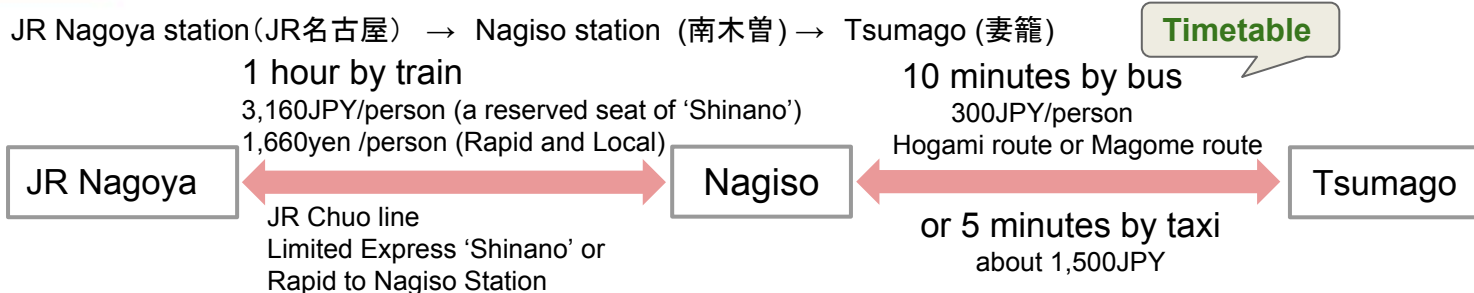 JR Nagoya station(JR名古屋) → Nagiso station (南木曽) → Tsumago (妻籠)
Timetable
1 hour by train
3,160JPY/person (a reserved seat of ‘Shinano’)
1,660yen /person (Rapid and Local)
10 minutes by bus
300JPY/person
Hogami route or Magome route
JR Nagoya
Nagiso
Tsumago
JR Chuo line
Limited Express ‘Shinano’ or
Rapid to Nagiso Station
or 5 minutes by taxi
about 1,500JPY